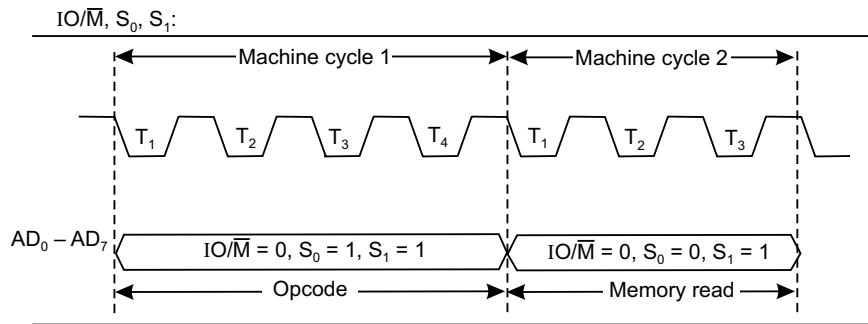 IO/M̅, S₀, S₁:
Machine cycle 1 Machine cycle 2
T₁ T₂ T₃ T₄ T₁ T₂ T₃
AD₀ – AD₇ IO/M̅ = 0, S₀ = 1, S₁ = 1 IO/M̅ = 0, S₀ = 0, S₁ = 1
Opcode Memory read